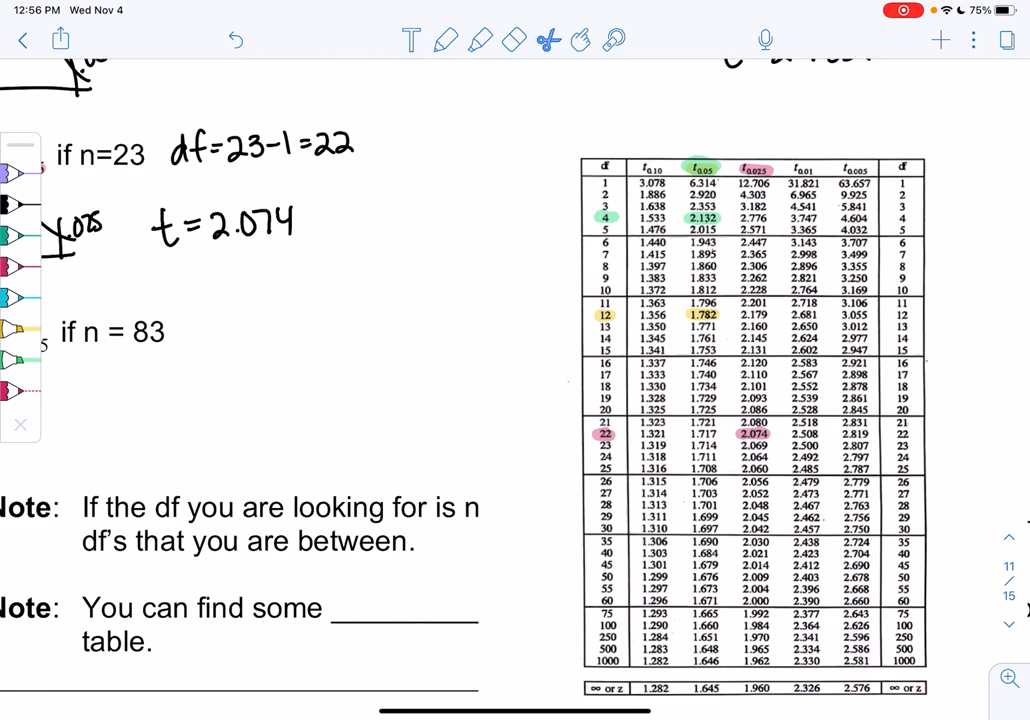 12:56 PM Wed Nov 4
75%
if n=23 df=23-1=22
.025
t=2.074
5 if n = 83
Note: If the df you are looking for is n
df's that you are between.
Note: You can find some __________
table.
df t0.10 t0.05 t0.025 t0.01 t0.005 df
1 3.078 6.314 12.706 31.821 63.657 1
2 1.886 2.920 4.303 6.965 9.925 2
3 1.638 2.353 3.182 4.541 5.841 3
4 1.533 2.132 2.776 3.747 4.604 4
5 1.476 2.015 2.571 3.365 4.032 5
6 1.440 1.943 2.447 3.143 3.707 6
7 1.415 1.895 2.365 2.998 3.499 7
8 1.397 1.860 2.306 2.896 3.355 8
9 1.383 1.833 2.262 2.821 3.250 9
10 1.372 1.812 2.228 2.764 3.169 10
11 1.363 1.796 2.201 2.718 3.106 11
12 1.356 1.782 2.179 2.681 3.055 12
13 1.350 1.771 2.160 2.650 3.012 13
14 1.345 1.761 2.145 2.624 2.977 14
15 1.341 1.753 2.131 2.602 2.947 15
16 1.337 1.746 2.120 2.583 2.921 16
17 1.333 1.740 2.110 2.567 2.898 17
18 1.330 1.734 2.101 2.552 2.878 18
19 1.328 1.729 2.093 2.539 2.861 19
20 1.325 1.725 2.086 2.528 2.845 20
21 1.323 1.721 2.080 2.518 2.831 21
22 1.321 1.717 2.074 2.508 2.819 22
23 1.319 1.714 2.069 2.500 2.807 23
24 1.318 1.711 2.064 2.492 2.797 24
25 1.316 1.708 2.060 2.485 2.787 25
26 1.315 1.706 2.056 2.479 2.779 26
27 1.314 1.703 2.052 2.473 2.771 27
28 1.313 1.701 2.048 2.467 2.763 28
29 1.311 1.699 2.045 2.462 2.756 29
30 1.310 1.697 2.042 2.457 2.750 30
35 1.306 1.690 2.030 2.438 2.724 35
40 1.303 1.684 2.021 2.423 2.704 40
45 1.301 1.679 2.014 2.412 2.690 45
50 1.299 1.676 2.009 2.403 2.678 50
55 1.297 1.673 2.004 2.396 2.668 55
60 1.296 1.671 2.000 2.390 2.660 60
75 1.293 1.665 1.992 2.377 2.643 75
100 1.290 1.660 1.984 2.364 2.626 100
250 1.284 1.651 1.970 2.341 2.596 250
500 1.283 1.648 1.965 2.334 2.586 500
1000 1.282 1.646 1.962 2.330 2.581 1000
∞ or z 1.282 1.645 1.960 2.326 2.576 ∞ or z
11
/
15